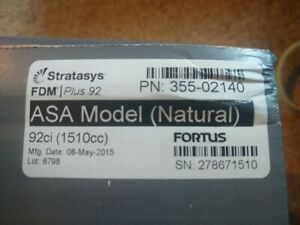 Stratasys
FDM | Plus 92
PN: 355-02140
ASA Model (Natural)
92ci (1510cc)
FORTUS
Mfg. Date: 08-May-2015
Lot: 6798
SN: 278671510